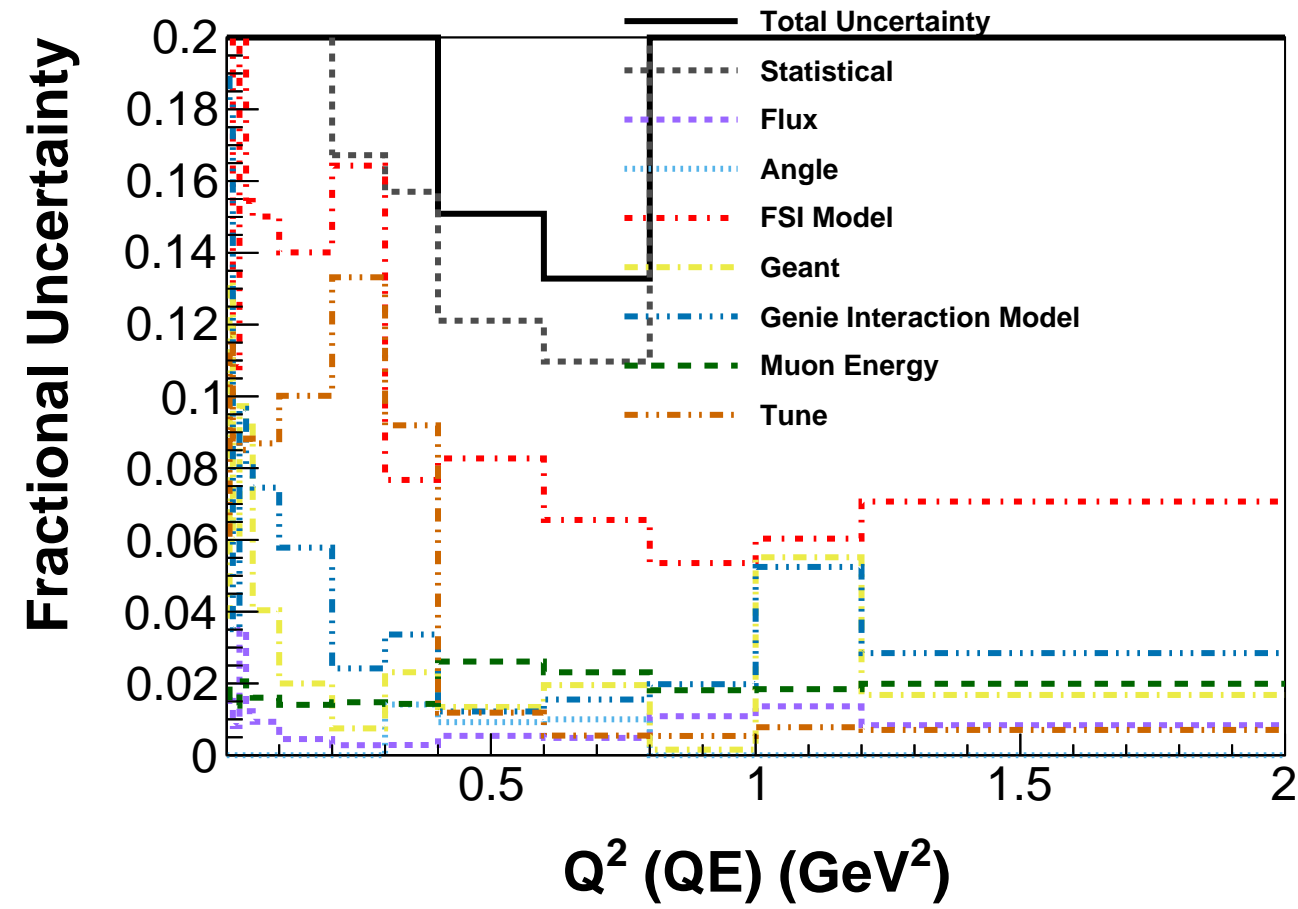 Fractional Uncertainty
0.2
0.18
0.16
0.14
0.12
0.1
0.08
0.06
0.04
0.02
0
Total Uncertainty
Statistical
Flux
Angle
FSI Model
Geant
Genie Interaction Model
Muon Energy
Tune
0.5
1
1.5
2
Q² (QE) (GeV²)